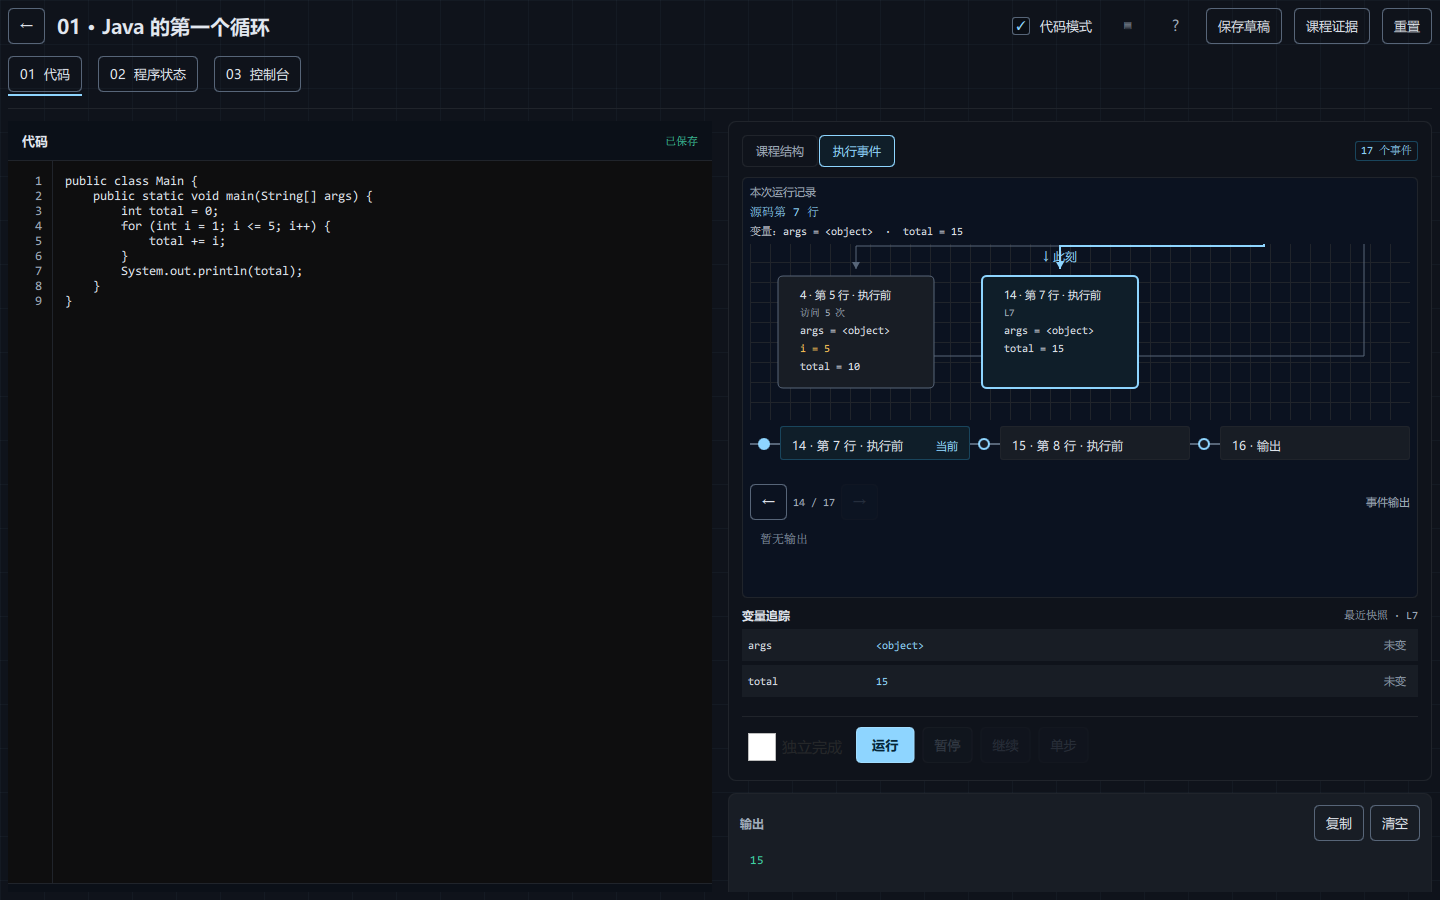 ← 01 • Java 的第一个循环
✓ 代码模式 ≡ ? 保存草稿 课程证据 重置
01 代码 02 程序状态 03 控制台
代码 已保存
1 public class Main {
2 public static void main(String[] args) {
3 int total = 0;
4 for (int i = 1; i <= 5; i++) {
5 total += i;
6 }
7 System.out.println(total);
8 }
9 }
课程结构 执行事件 17 个事件
本次运行记录
源码第 7 行
变量: args = <object> · total = 15
↓ 此刻
4 · 第 5 行 · 执行前
访问 5 次
args = <object>
i = 5
total = 10
14 · 第 7 行 · 执行前
L7
args = <object>
total = 15
14 · 第 7 行 · 执行前 当前
15 · 第 8 行 · 执行前
16 · 输出
← 14 / 17 → 事件输出
暂无输出
变量追踪 最近快照 · L7
args <object> 未变
total 15 未变
独立完成 运行 暂停 继续 单步
输出 复制 清空
15